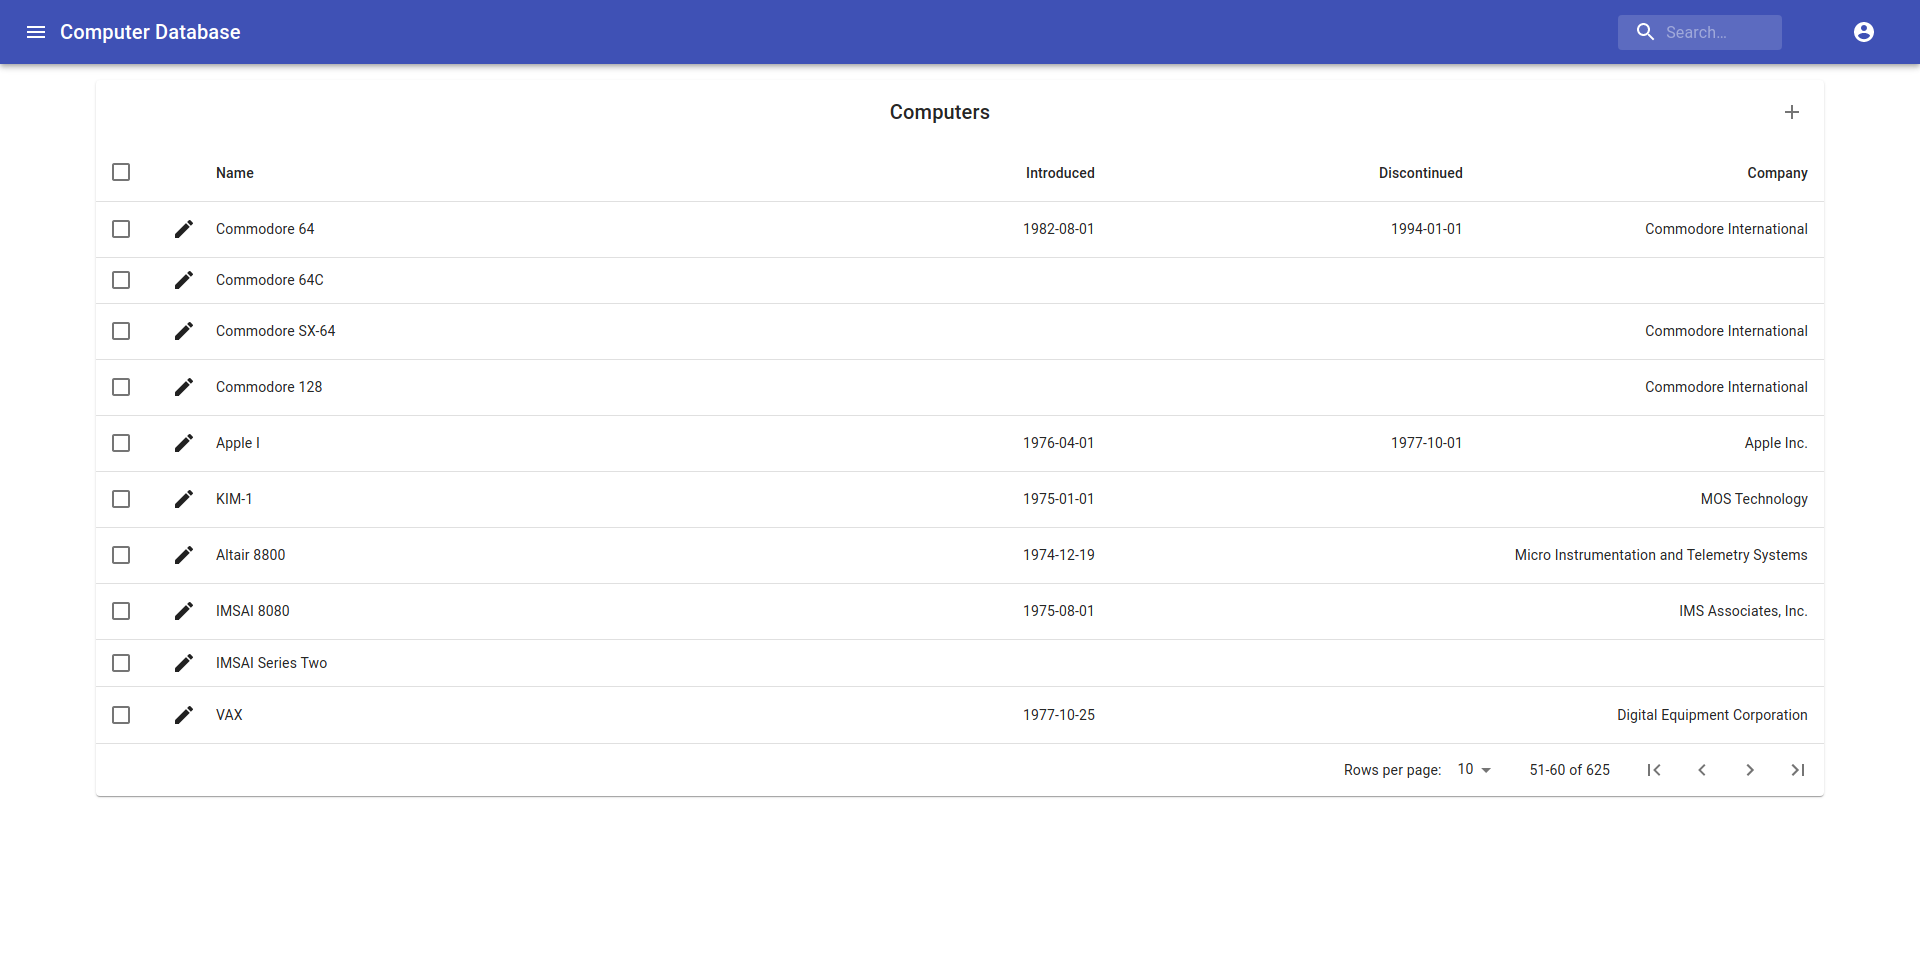 Computer Database
Search...
Computers
Name Introduced Discontinued Company
Commodore 64 1982-08-01 1994-01-01 Commodore International
Commodore 64C
Commodore SX-64 Commodore International
Commodore 128 Commodore International
Apple I 1976-04-01 1977-10-01 Apple Inc.
KIM-1 1975-01-01 MOS Technology
Altair 8800 1974-12-19 Micro Instrumentation and Telemetry Systems
IMSAI 8080 1975-08-01 IMS Associates, Inc.
IMSAI Series Two
VAX 1977-10-25 Digital Equipment Corporation
Rows per page: 10 51-60 of 625